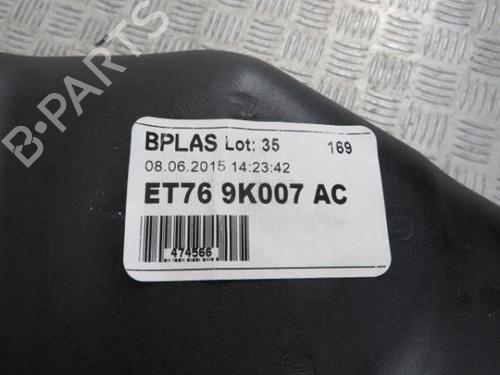 B-PARTS
BPLAS Lot: 35 169
08.06.2015 14:23:42
ET76 9K007 AC
474566